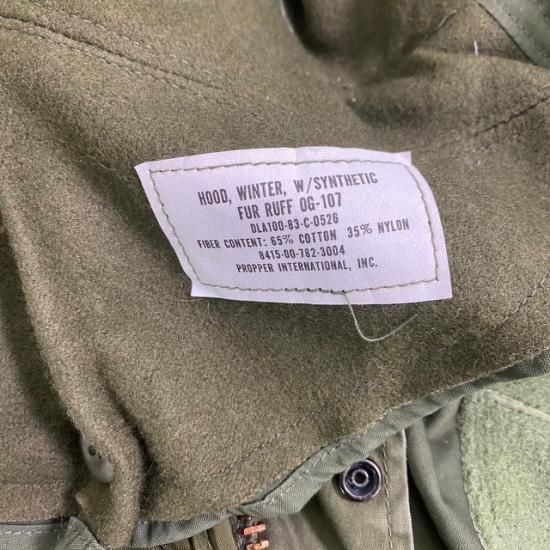 HOOD, WINTER, W/SYNTHETIC
FUR RUFF OG-107
DLA100-83-C-0526
FIBER CONTENT: 65% COTTON 35% NYLON
8415-00-782-3004
PROPPER INTERNATIONAL, INC.